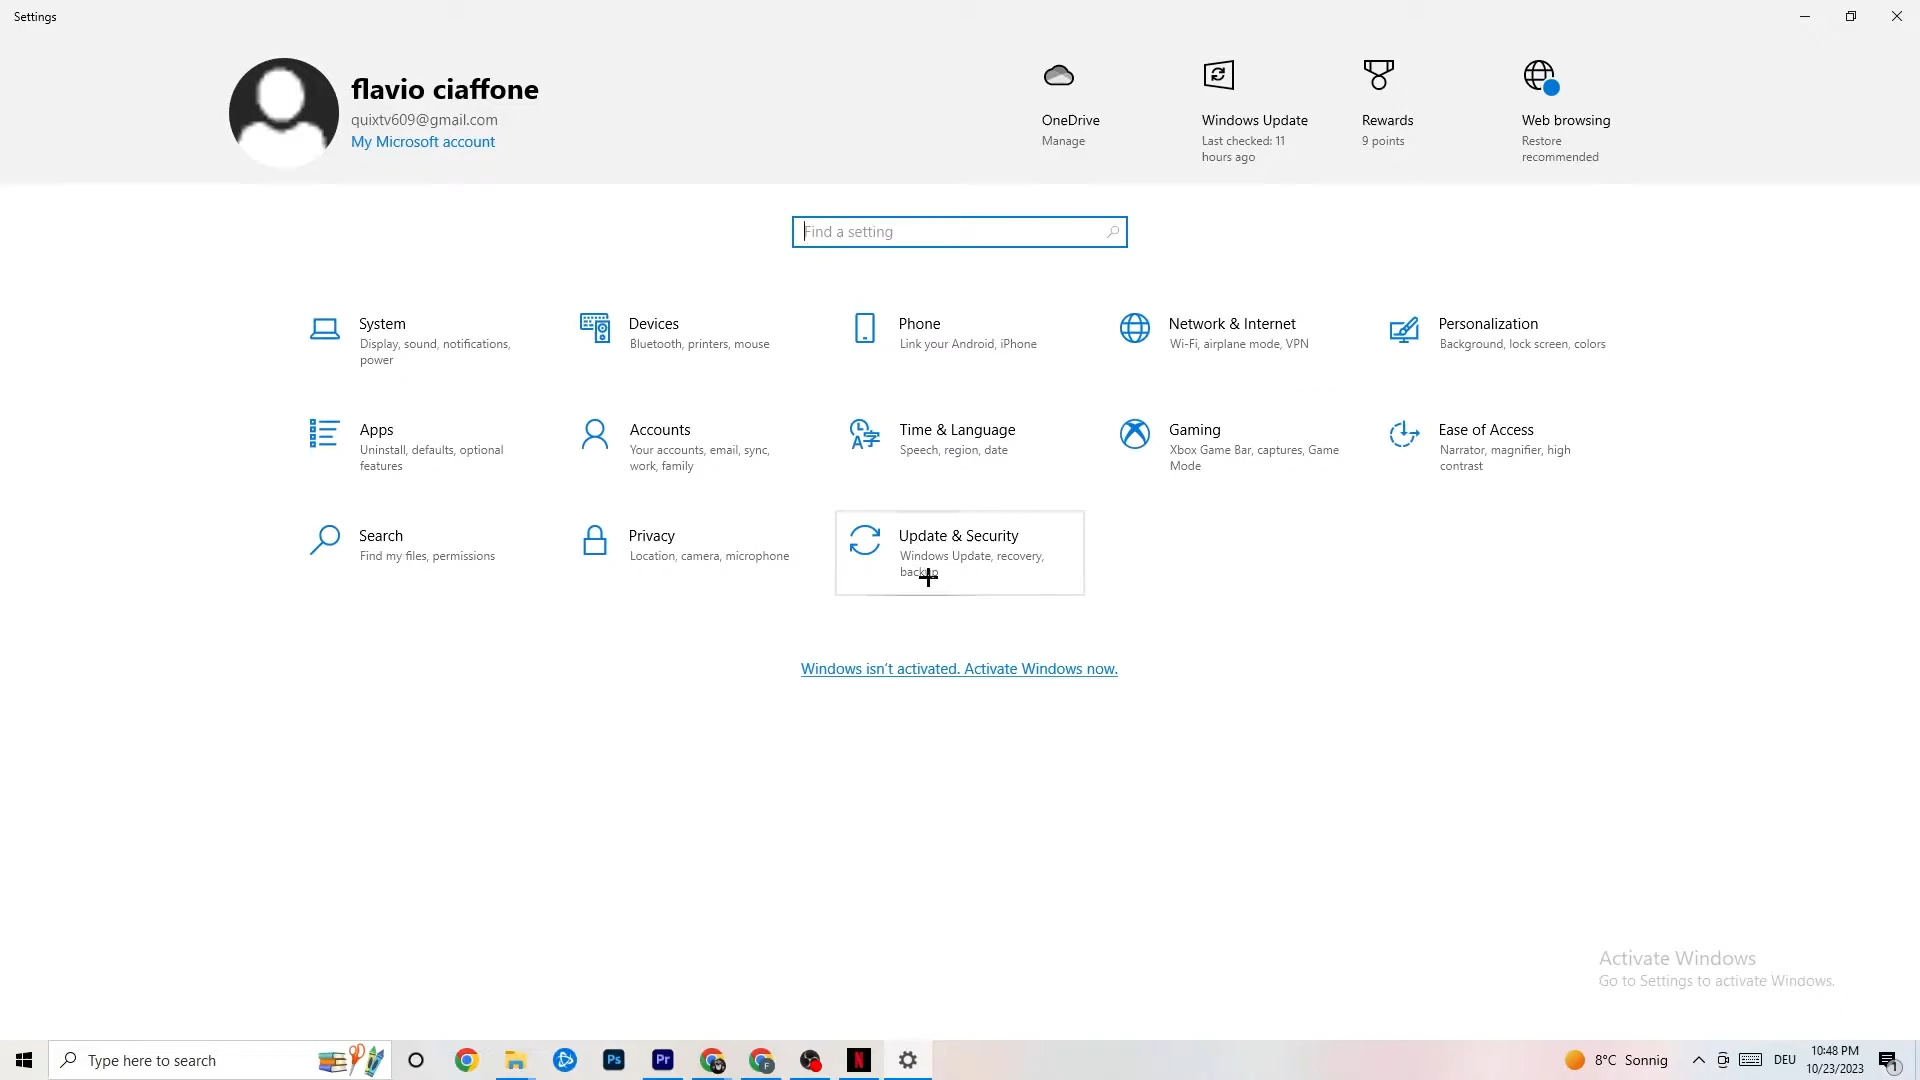 Settings
flavio ciaffone
quixtv609@gmail.com
My Microsoft account
OneDrive
Manage
Windows Update
Last checked: 11
hours ago
Rewards
9 points
Web browsing
Restore
recommended
Find a setting
System
Display, sound, notifications,
power
Devices
Bluetooth, printers, mouse
Phone
Link your Android, iPhone
Network & Internet
Wi-Fi, airplane mode, VPN
Personalization
Background, lock screen, colors
Apps
Uninstall, defaults, optional
features
Accounts
Your accounts, email, sync,
work, family
Time & Language
Speech, region, date
Gaming
Xbox Game Bar, captures, Game
Mode
Ease of Access
Narrator, magnifier, high
contrast
Search
Find my files, permissions
Privacy
Location, camera, microphone
Update & Security
Windows Update, recovery,
backup
Windows isn't activated. Activate Windows now.
Activate Windows
Go to Settings to activate Windows.
Type here to search
Ps
Pr
F
N
8°C Sonnig
DEU
10:48 PM
10/23/2023
1